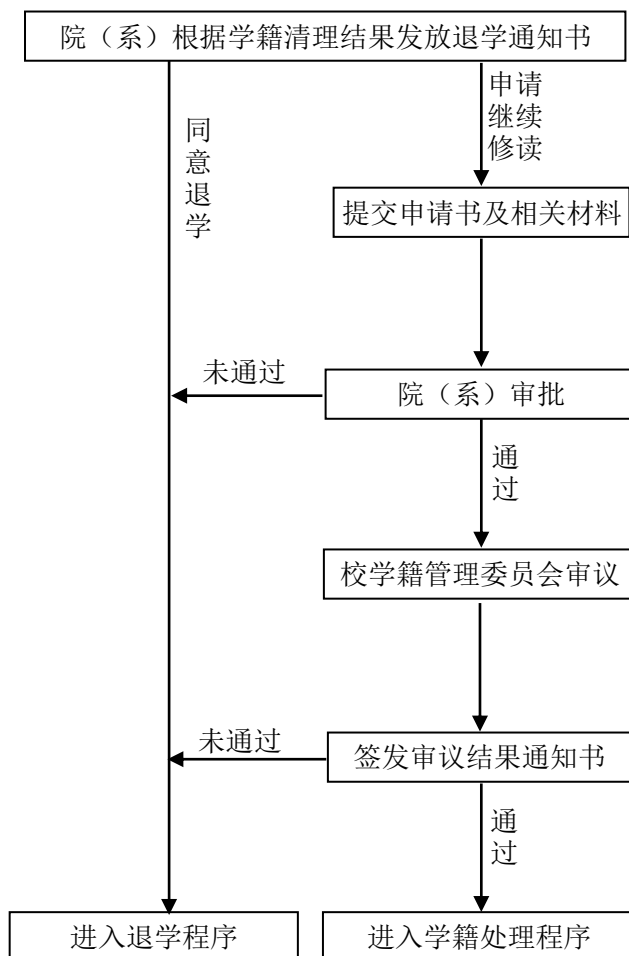 院（系）根据学籍清理结果发放退学通知书
同意退学
申请
继续
修读
提交申请书及相关材料
未通过
院（系）审批
通过
校学籍管理委员会审议
未通过
签发审议结果通知书
通过
进入退学程序
进入学籍处理程序